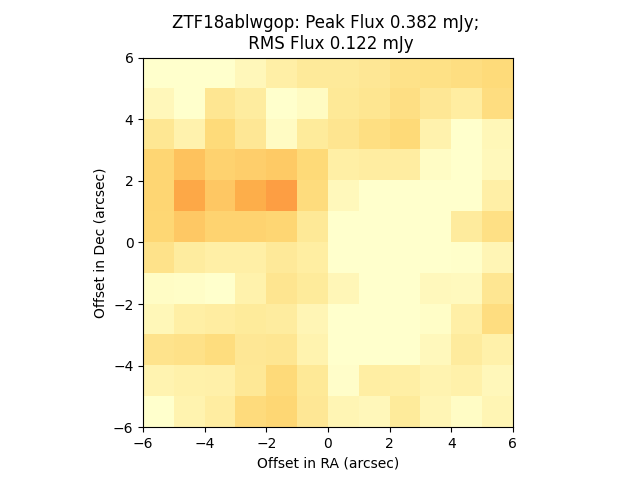 ZTF18ablwgop: Peak Flux 0.382 mJy;
RMS Flux 0.122 mJy
6
4
2
0
−2
−4
−6
Offset in Dec (arcsec)
−6 −4 −2 0 2 4 6
Offset in RA (arcsec)